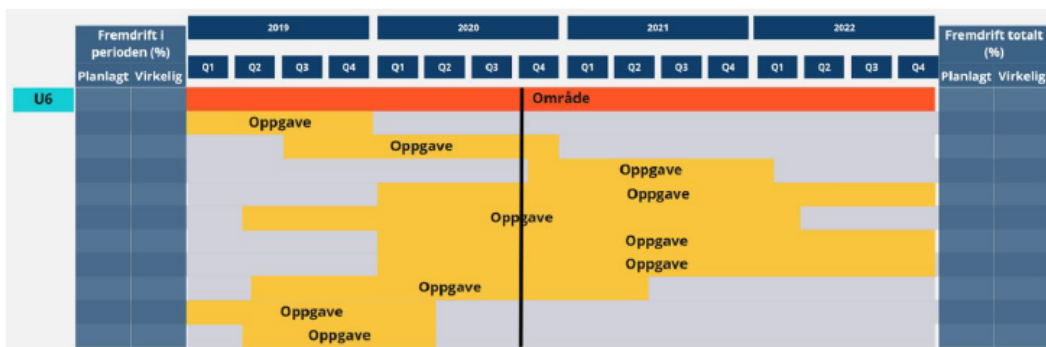 Fremdrift i
perioden (%)
Planlagt Virkelig
2019 2020 2021 2022
Q1 Q2 Q3 Q4 Q1 Q2 Q3 Q4 Q1 Q2 Q3 Q4 Q1 Q2 Q3 Q4
Fremdrift totalt
(%)
Planlagt Virkelig
U6 Område
Oppgave
Oppgave
Oppgave
Oppgave
Oppgave
Oppgave
Oppgave
Oppgave
Oppgave
Oppgave